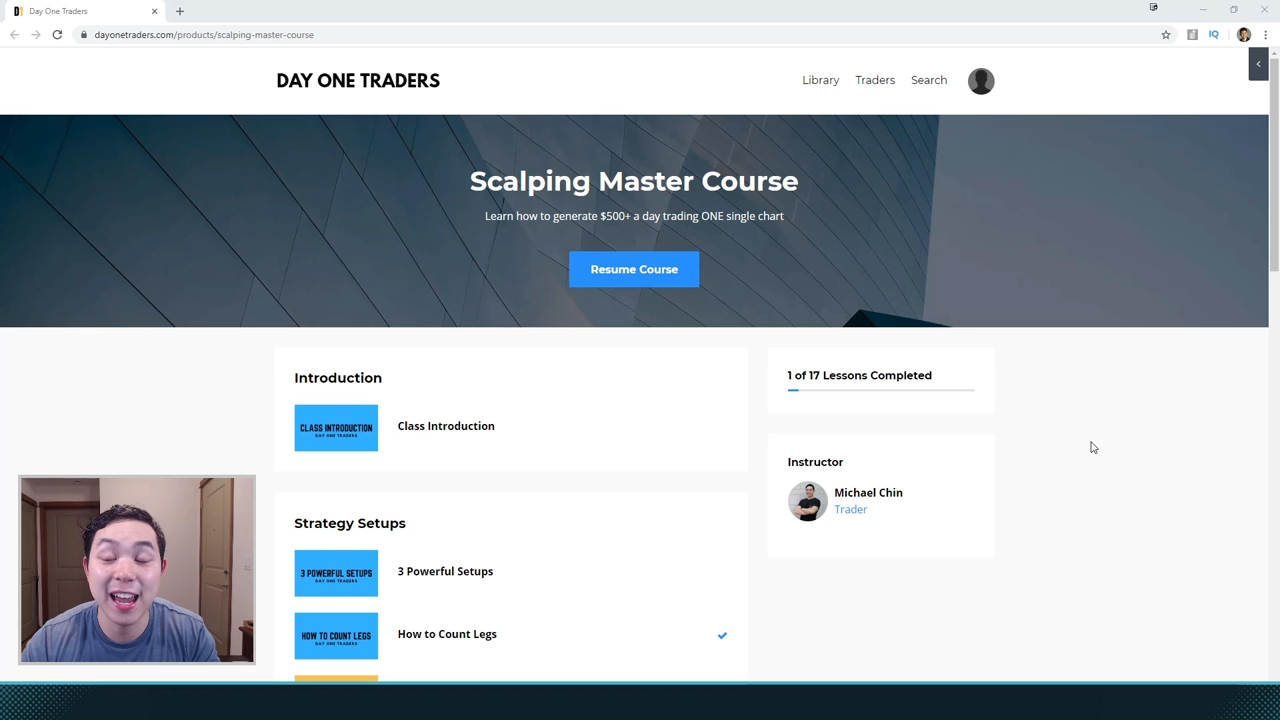 Day One Traders
dayonetraders.com/products/scalping-master-course
IQ
DAY ONE TRADERS
Library
Traders
Search
Scalping Master Course
Learn how to generate $500+ a day trading ONE single chart
Resume Course
Introduction
CLASS INTRODUCTION
DAY ONE TRADERS
Class Introduction
1 of 17 Lessons Completed
Instructor
Michael Chin
Trader
Strategy Setups
3 POWERFUL SETUPS
DAY ONE TRADERS
3 Powerful Setups
HOW TO COUNT LEGS
DAY ONE TRADERS
How to Count Legs